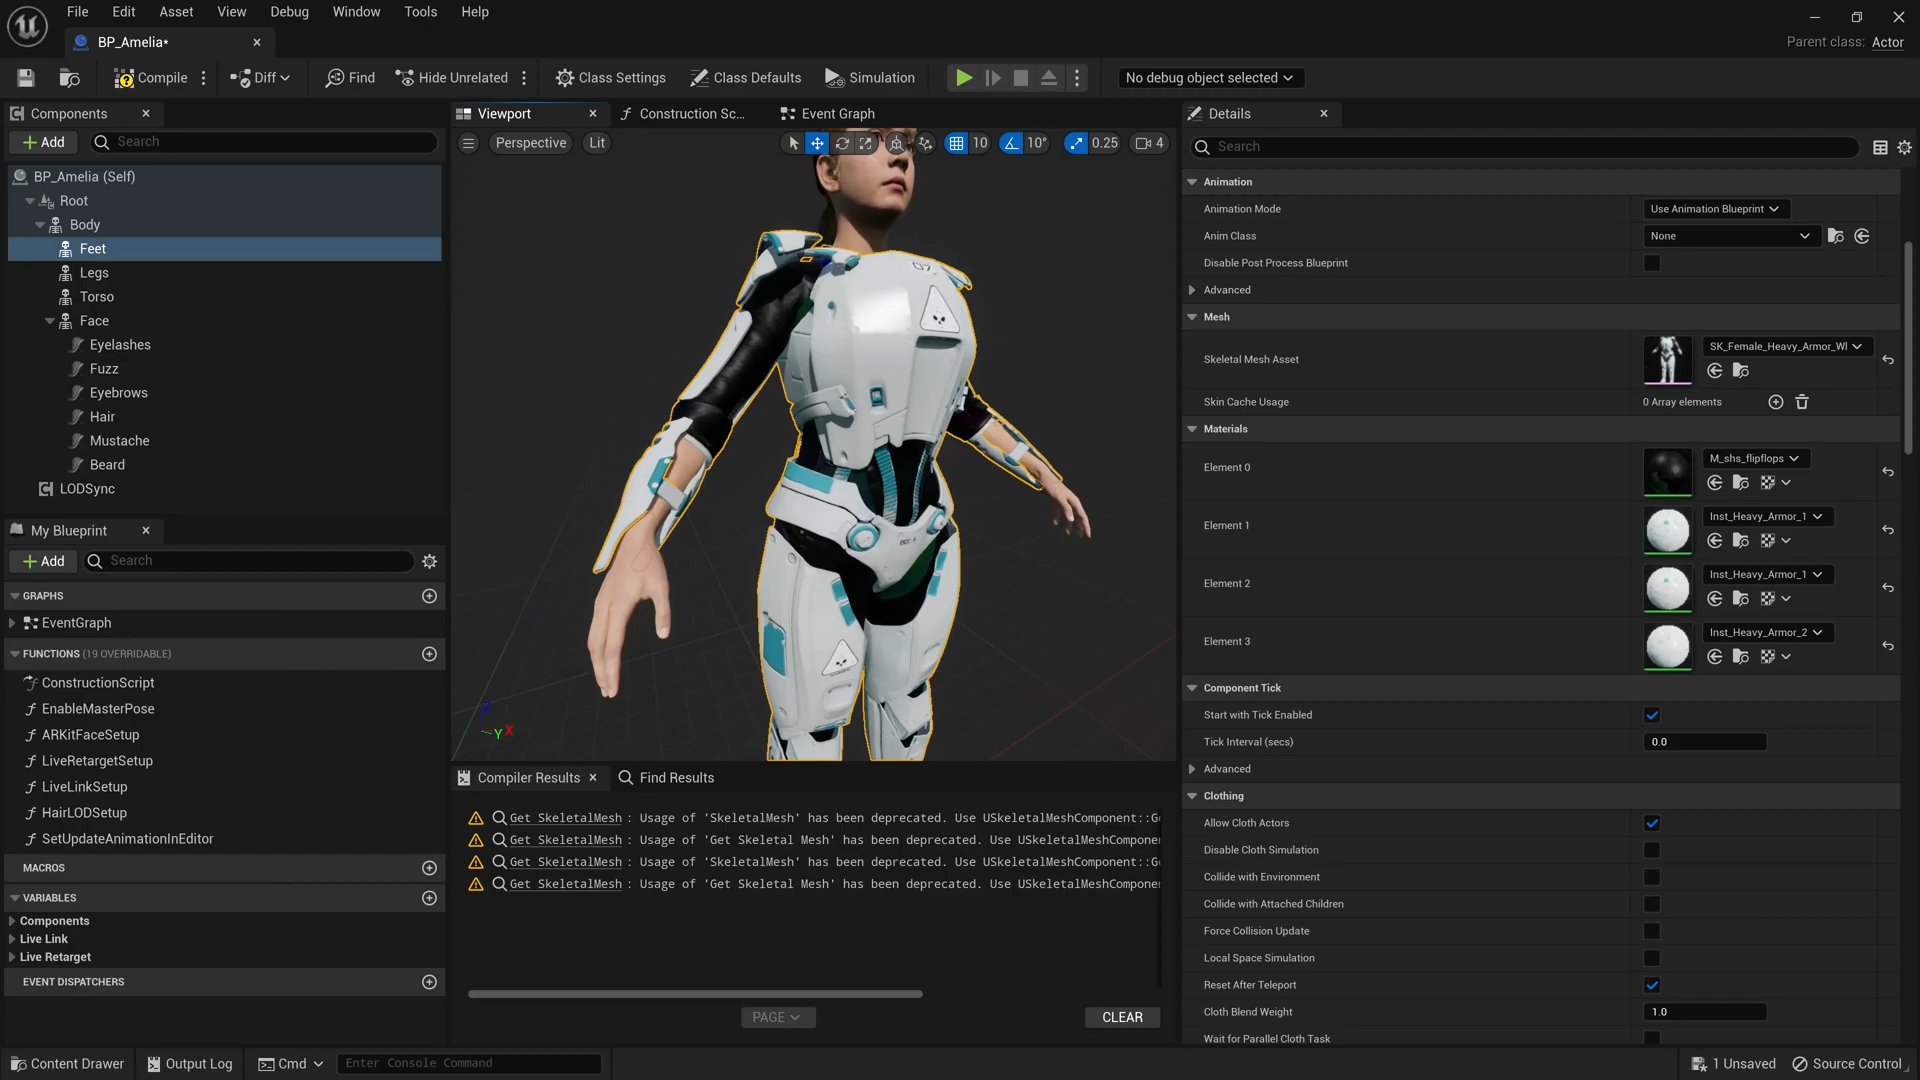 File Edit Asset View Debug Window Tools Help
BP_Amelia*
Parent class: Actor
Compile Diff Find Hide Unrelated Class Settings Class Defaults Simulation No debug object selected
Components
Add Search
BP_Amelia (Self)
Root
Body
Feet
Legs
Torso
Face
Eyelashes
Fuzz
Eyebrows
Hair
Mustache
Beard
LODSync
My Blueprint
Add Search
GRAPHS
EventGraph
FUNCTIONS (19 OVERRIDABLE)
ConstructionScript
EnableMasterPose
ARKitFaceSetup
LiveRetargetSetup
LiveLinkSetup
HairLODSetup
SetUpdateAnimationInEditor
MACROS
VARIABLES
Components
Live Link
Live Retarget
EVENT DISPATCHERS
Viewport Construction Sc... Event Graph
Perspective Lit 10 10° 0.25 4
07
Z
Y X
Compiler Results Find Results
Get SkeletalMesh : Usage of 'SkeletalMesh' has been deprecated. Use USkeletalMeshComponent::Ge
Get SkeletalMesh : Usage of 'Get Skeletal Mesh' has been deprecated. Use USkeletalMeshComponen
Get SkeletalMesh : Usage of 'SkeletalMesh' has been deprecated. Use USkeletalMeshComponent::Ge
Get SkeletalMesh : Usage of 'Get Skeletal Mesh' has been deprecated. Use USkeletalMeshComponen
PAGE CLEAR
Details
Search
Animation
Animation Mode Use Animation Blueprint
Anim Class None
Disable Post Process Blueprint
Advanced
Mesh
Skeletal Mesh Asset SK_Female_Heavy_Armor_Wl
Skin Cache Usage 0 Array elements
Materials
Element 0 M_shs_flipflops
Element 1 Inst_Heavy_Armor_1
Element 2 Inst_Heavy_Armor_1
Element 3 Inst_Heavy_Armor_2
Component Tick
Start with Tick Enabled
Tick Interval (secs) 0.0
Advanced
Clothing
Allow Cloth Actors
Disable Cloth Simulation
Collide with Environment
Collide with Attached Children
Force Collision Update
Local Space Simulation
Reset After Teleport
Cloth Blend Weight 1.0
Wait for Parallel Cloth Task
Content Drawer Output Log Cmd Enter Console Command 1 Unsaved Source Control